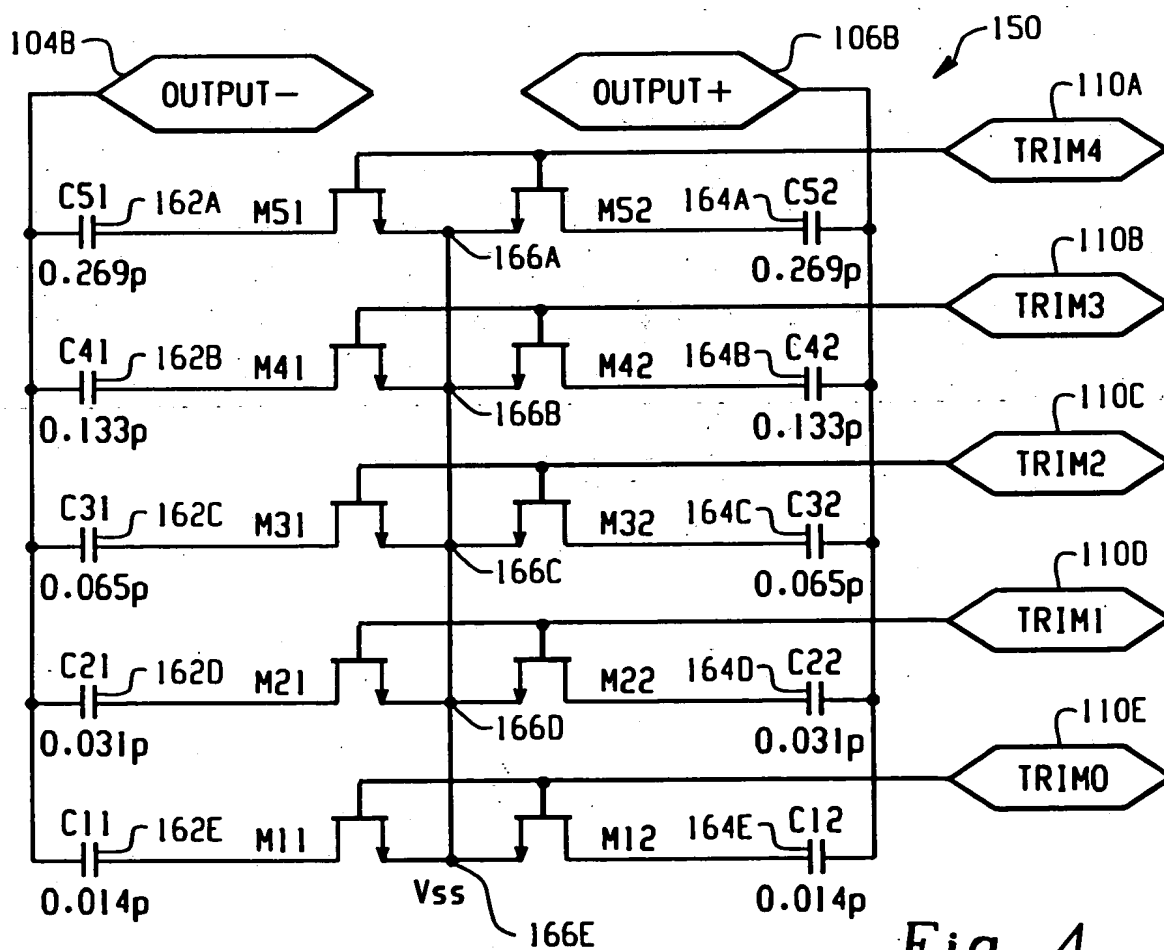 104B
106B
150
OUTPUT-
OUTPUT+
110A
TRIM4
C51
162A
M51
M52
164A
C52
166A
0.269p
0.269p
110B
TRIM3
C41
162B
M41
M42
164B
C42
166B
0.133p
0.133p
110C
TRIM2
C31
162C
M31
M32
164C
C32
166C
0.065p
0.065p
110D
TRIM1
C21
162D
M21
M22
164D
C22
166D
0.031p
0.031p
110E
TRIM0
C11
162E
M11
M12
164E
C12
Vss
0.014p
0.014p
166E
Fig. 4